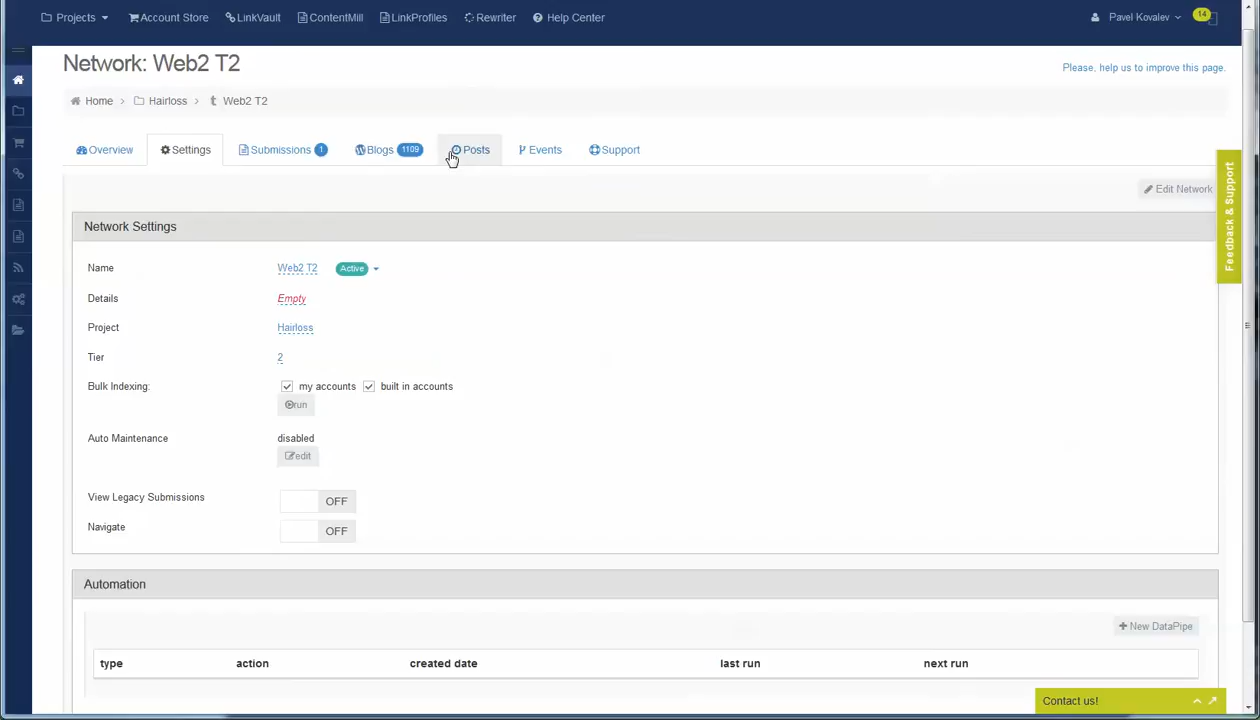 Projects Account Store LinkVault ContentMill LinkProfiles Rewriter Help Center Pavel Kovalev 14
Network: Web2 T2
Please, help us to improve this page.
Home > Hairloss > t Web2 T2
Overview Settings Submissions 1 Blogs 1109 Posts Events Support
Edit Network
Feedback & Support
Network Settings
Name Web2 T2 Active
Details Empty
Project Hairloss
Tier 2
Bulk Indexing: my accounts built in accounts
run
Auto Maintenance disabled
edit
View Legacy Submissions OFF
Navigate OFF
Automation
New DataPipe
type action created date last run next run
Contact us!